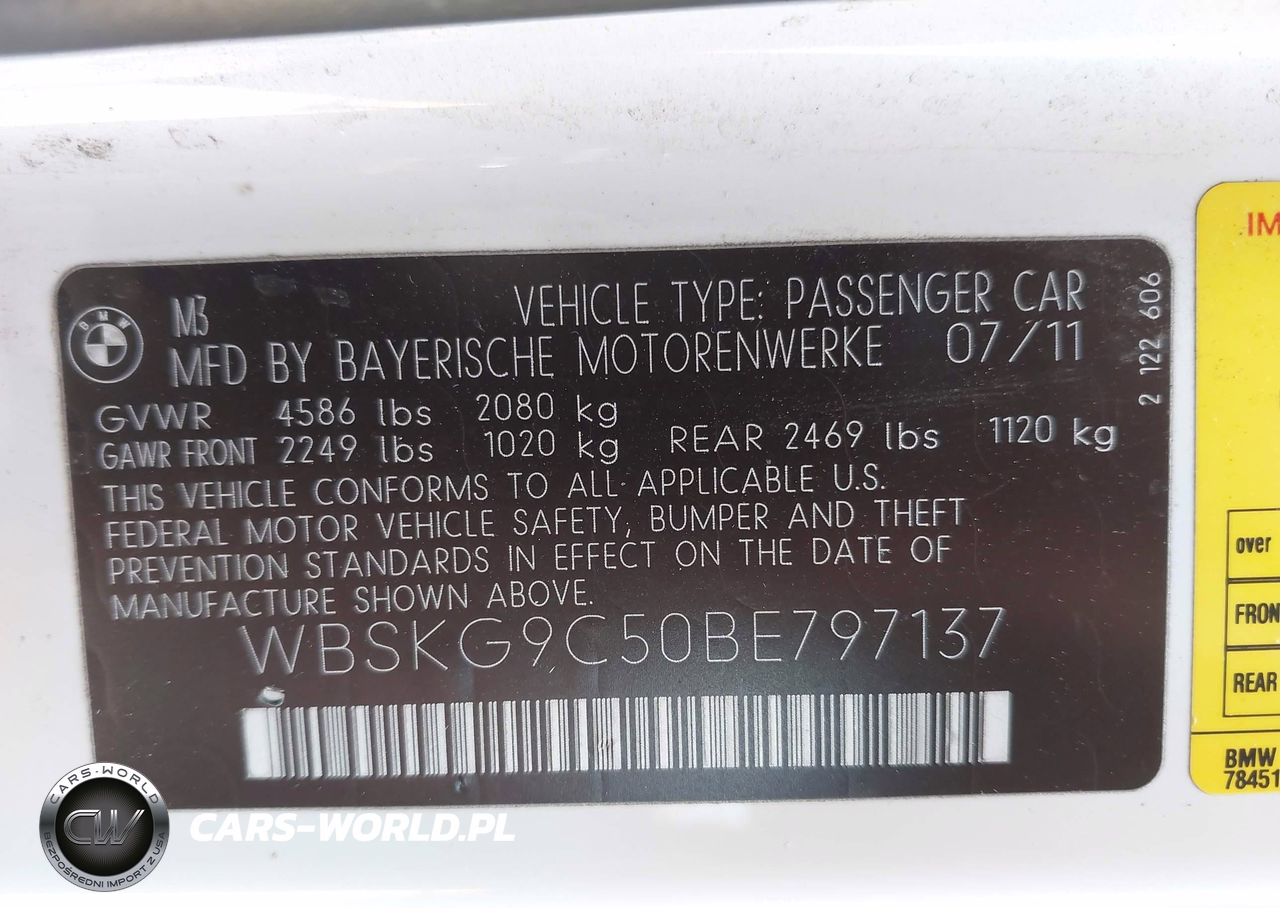 BMW
M3
VEHICLE TYPE: PASSENGER CAR
MFD BY BAYERISCHE MOTORENWERKE 07/11
GVWR 4586 lbs 2080 kg
GAWR FRONT 2249 lbs 1020 kg REAR 2469 lbs 1120 kg
THIS VEHICLE CONFORMS TO ALL APPLICABLE U.S.
FEDERAL MOTOR VEHICLE SAFETY, BUMPER AND THEFT
PREVENTION STANDARDS IN EFFECT ON THE DATE OF
MANUFACTURE SHOWN ABOVE.
WBSKG9C50BE797137
2 122 606
IM
over
FRON
REAR
BMW
78451
CARS-WORLD
CW
BEZPOŚREDNI IMPORT Z USA
CARS-WORLD.PL